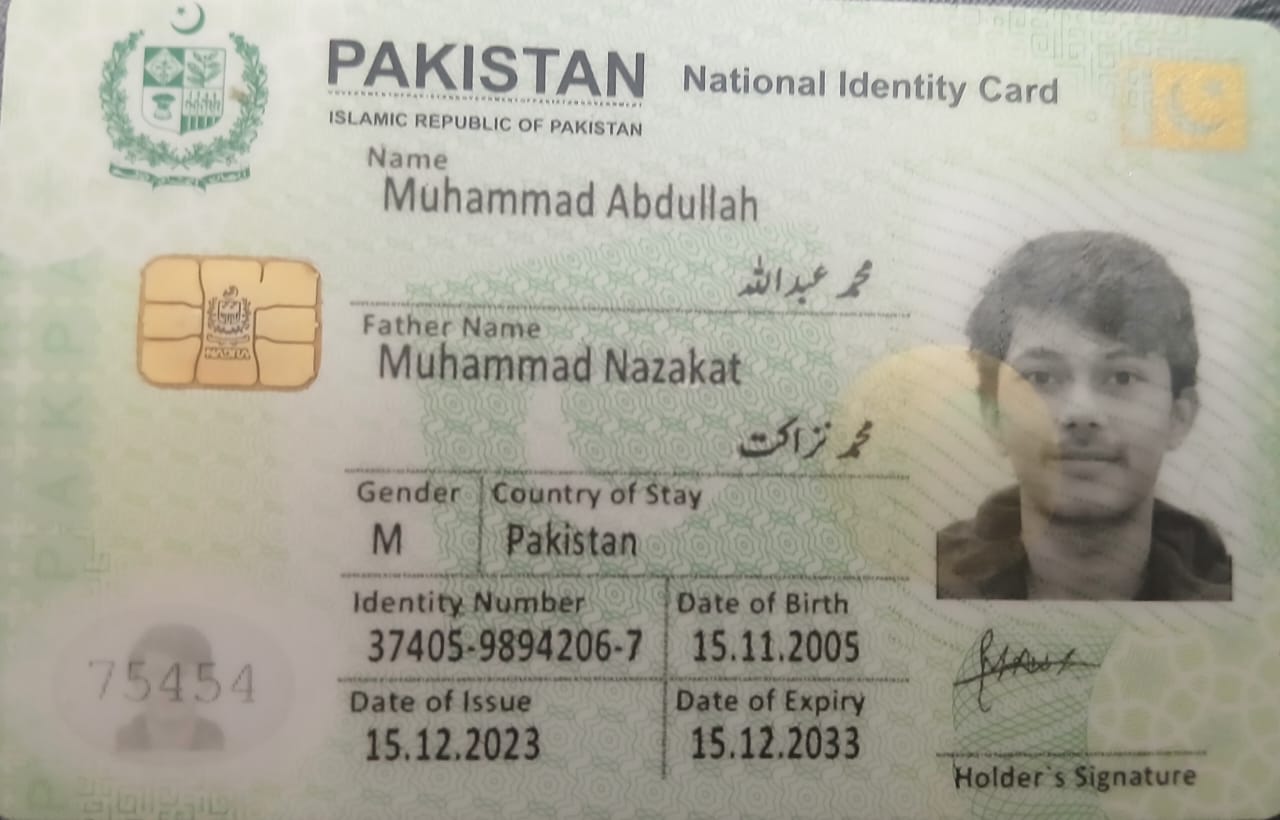 PAKISTAN National Identity Card
ISLAMIC REPUBLIC OF PAKISTAN
Name
Muhammad Abdullah
محمد عبداللہ
Father Name
Muhammad Nazakat
محمد نزاکت
Gender Country of Stay
M Pakistan
Identity Number Date of Birth
37405-9894206-7 15.11.2005
Date of Issue Date of Expiry
15.12.2023 15.12.2033
75454
Holder`s Signature
NADRA